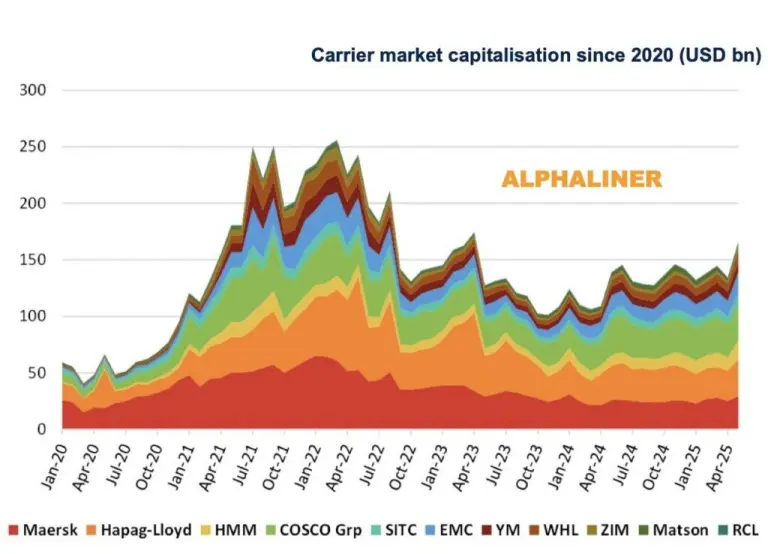 Carrier market capitalisation since 2020 (USD bn)
300
250
200
150
100
50
0
ALPHALINER
Jan-20 Apr-20 Jul-20 Oct-20 Jan-21 Apr-21 Jul-21 Oct-21 Jan-22 Apr-22 Jul-22 Oct-22 Jan-23 Apr-23 Jul-23 Oct-23 Jan-24 Apr-24 Jul-24 Oct-24 Jan-25 Apr-25
Maersk Hapag-Lloyd HMM COSCO Grp SITC EMC YM WHL ZIM Matson RCL